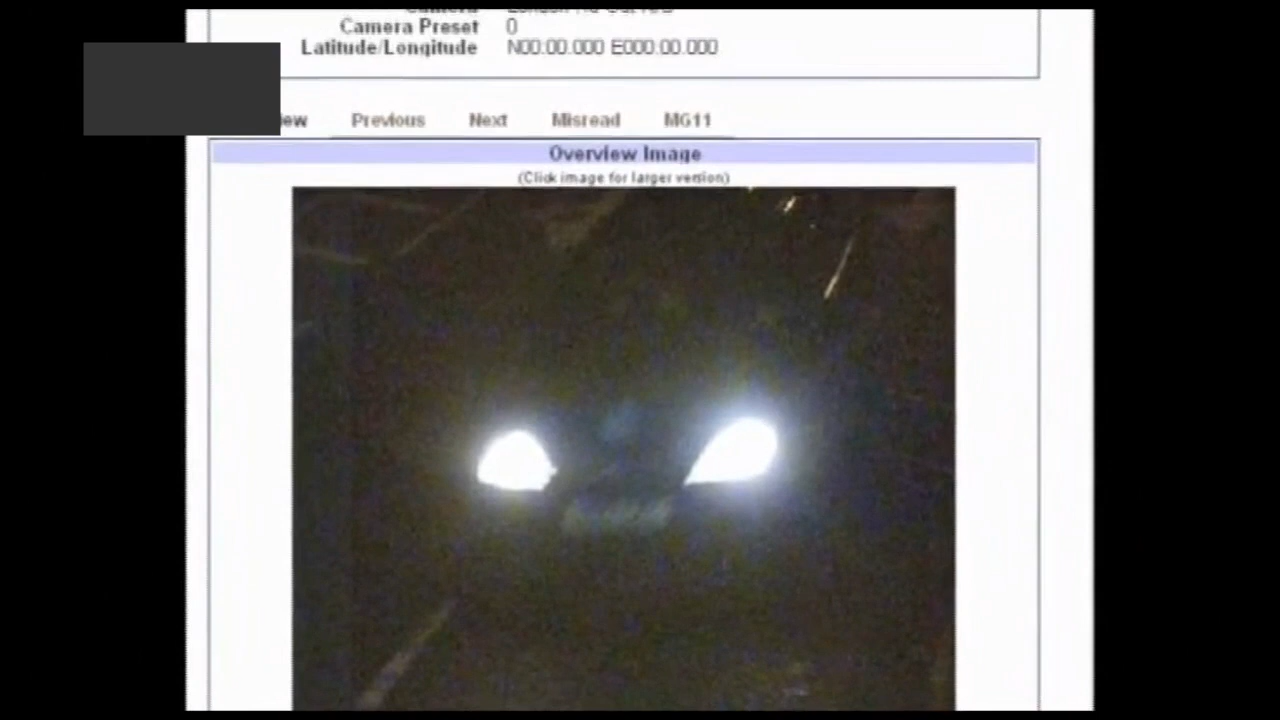 Camera Preset 0
Latitude/Longitude N00:00.000 E000:00.000
Previous Next Misread MG11
Overview Image
(Click image for larger version)